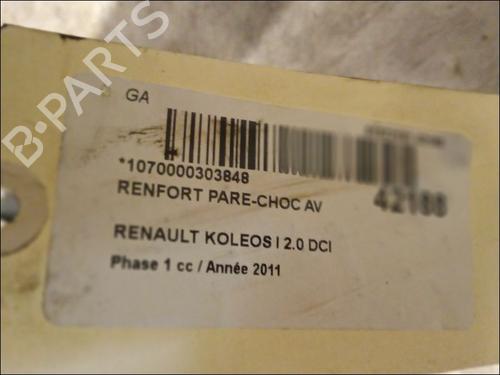 B-PARTS
GA
*1070000303848
RENFORT PARE-CHOC AV
42188
RENAULT KOLEOS I 2.0 DCI
Phase 1 cc / Année 2011